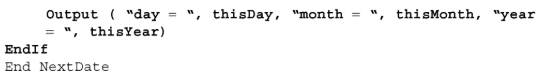 Output ( “day = “, thisDay, “month = “, thisMonth, “year
= “, thisYear)
EndIf
End NextDate